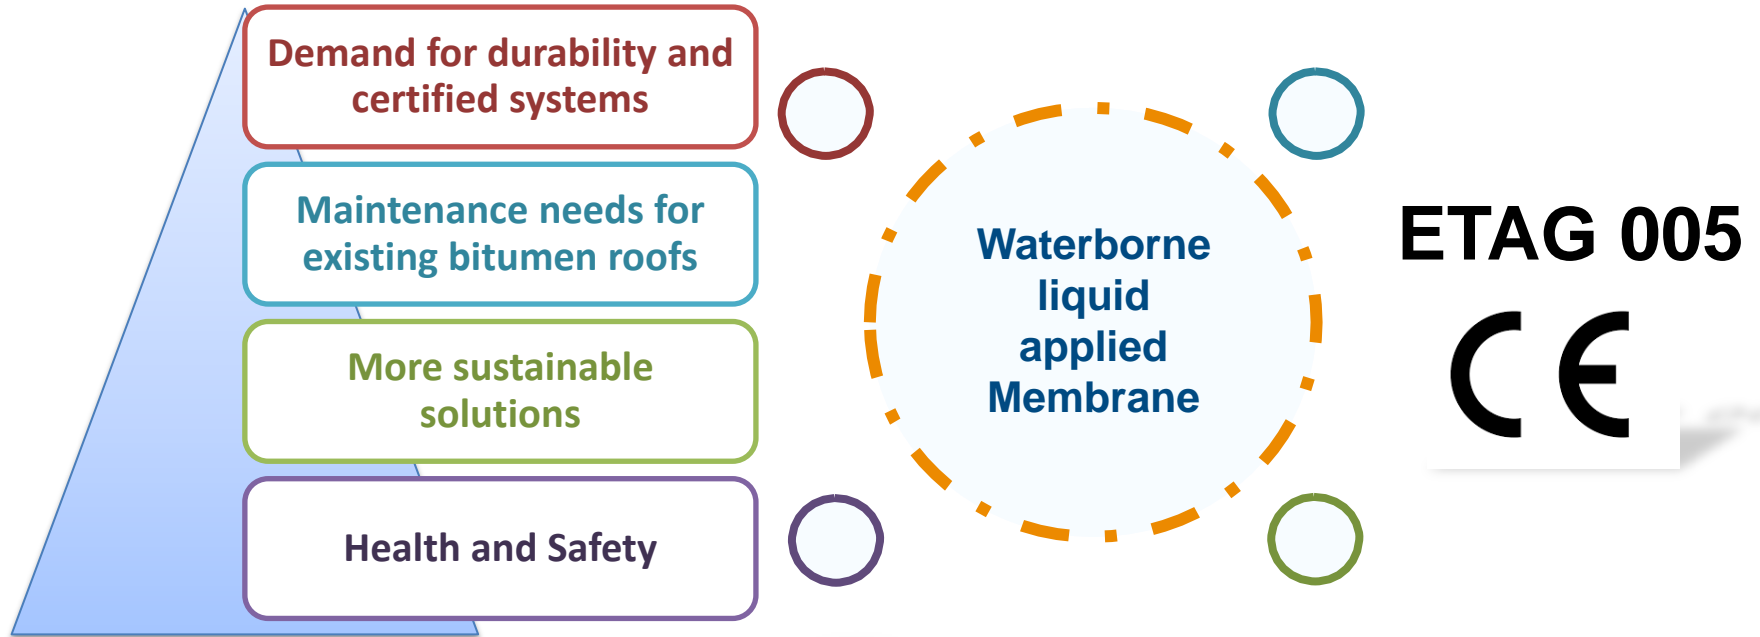 Demand for durability and
certified systems
Maintenance needs for
existing bitumen roofs
More sustainable
solutions
Health and Safety
Waterborne
liquid
applied
Membrane
ETAG 005
CE